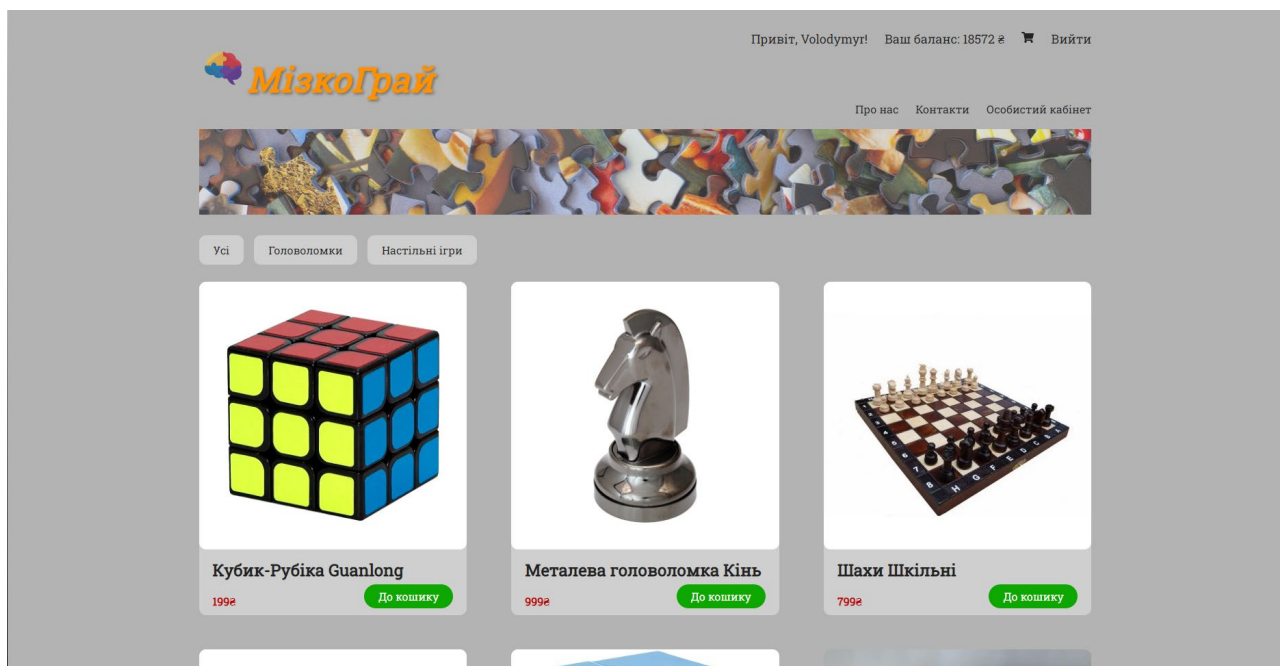 Привіт, Volodymyr! Ваш баланс: 18572 ₴ Вийти
МізкоГрай
Про нас Контакти Особистий кабінет
Усі Головоломки Настільні ігри
Кубик-Рубіка Guanlong
199₴ До кошику
Металева головоломка Кінь
999₴ До кошику
Шахи Шкільні
799₴ До кошику